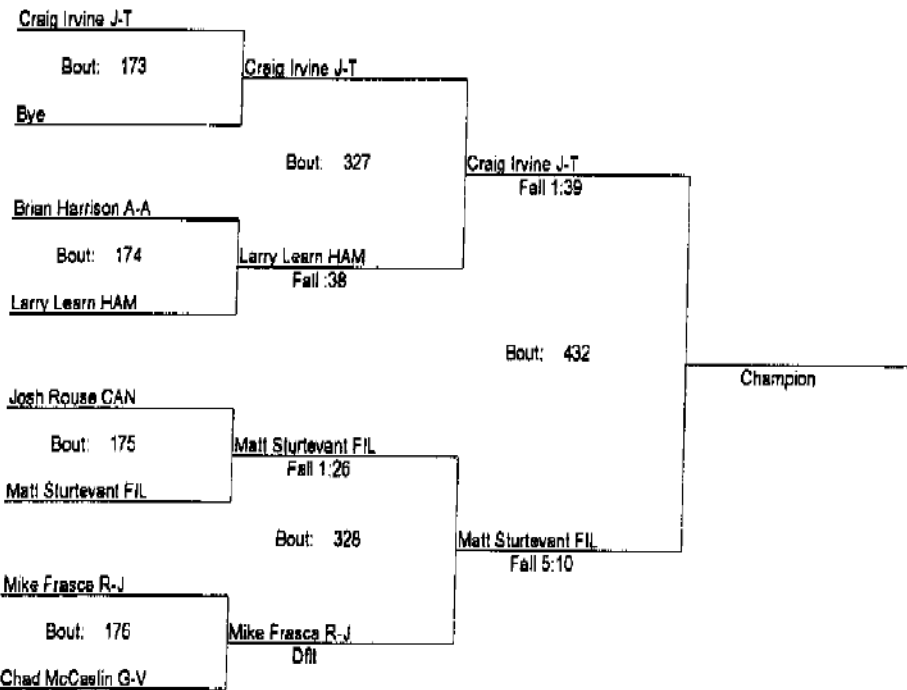 Craig Irvine J-T
Bout: 173
Craig Irvine J-T
Bye
Bout: 327
Craig Irvine J-T
Fall 1:39
Brian Harrison A-A
Bout: 174
Larry Learn HAM
Fall :38
Larry Learn HAM
Bout: 432
Champion
Josh Rouse CAN
Bout: 175
Matt Sturtevant FIL
Fall 1:26
Matt Sturtevant FIL
Bout: 328
Matt Sturtevant FIL
Fall 5:10
Mike Frasca R-J
Bout: 176
Mike Frasca R-J
Dflt
Chad McCaslin G-V